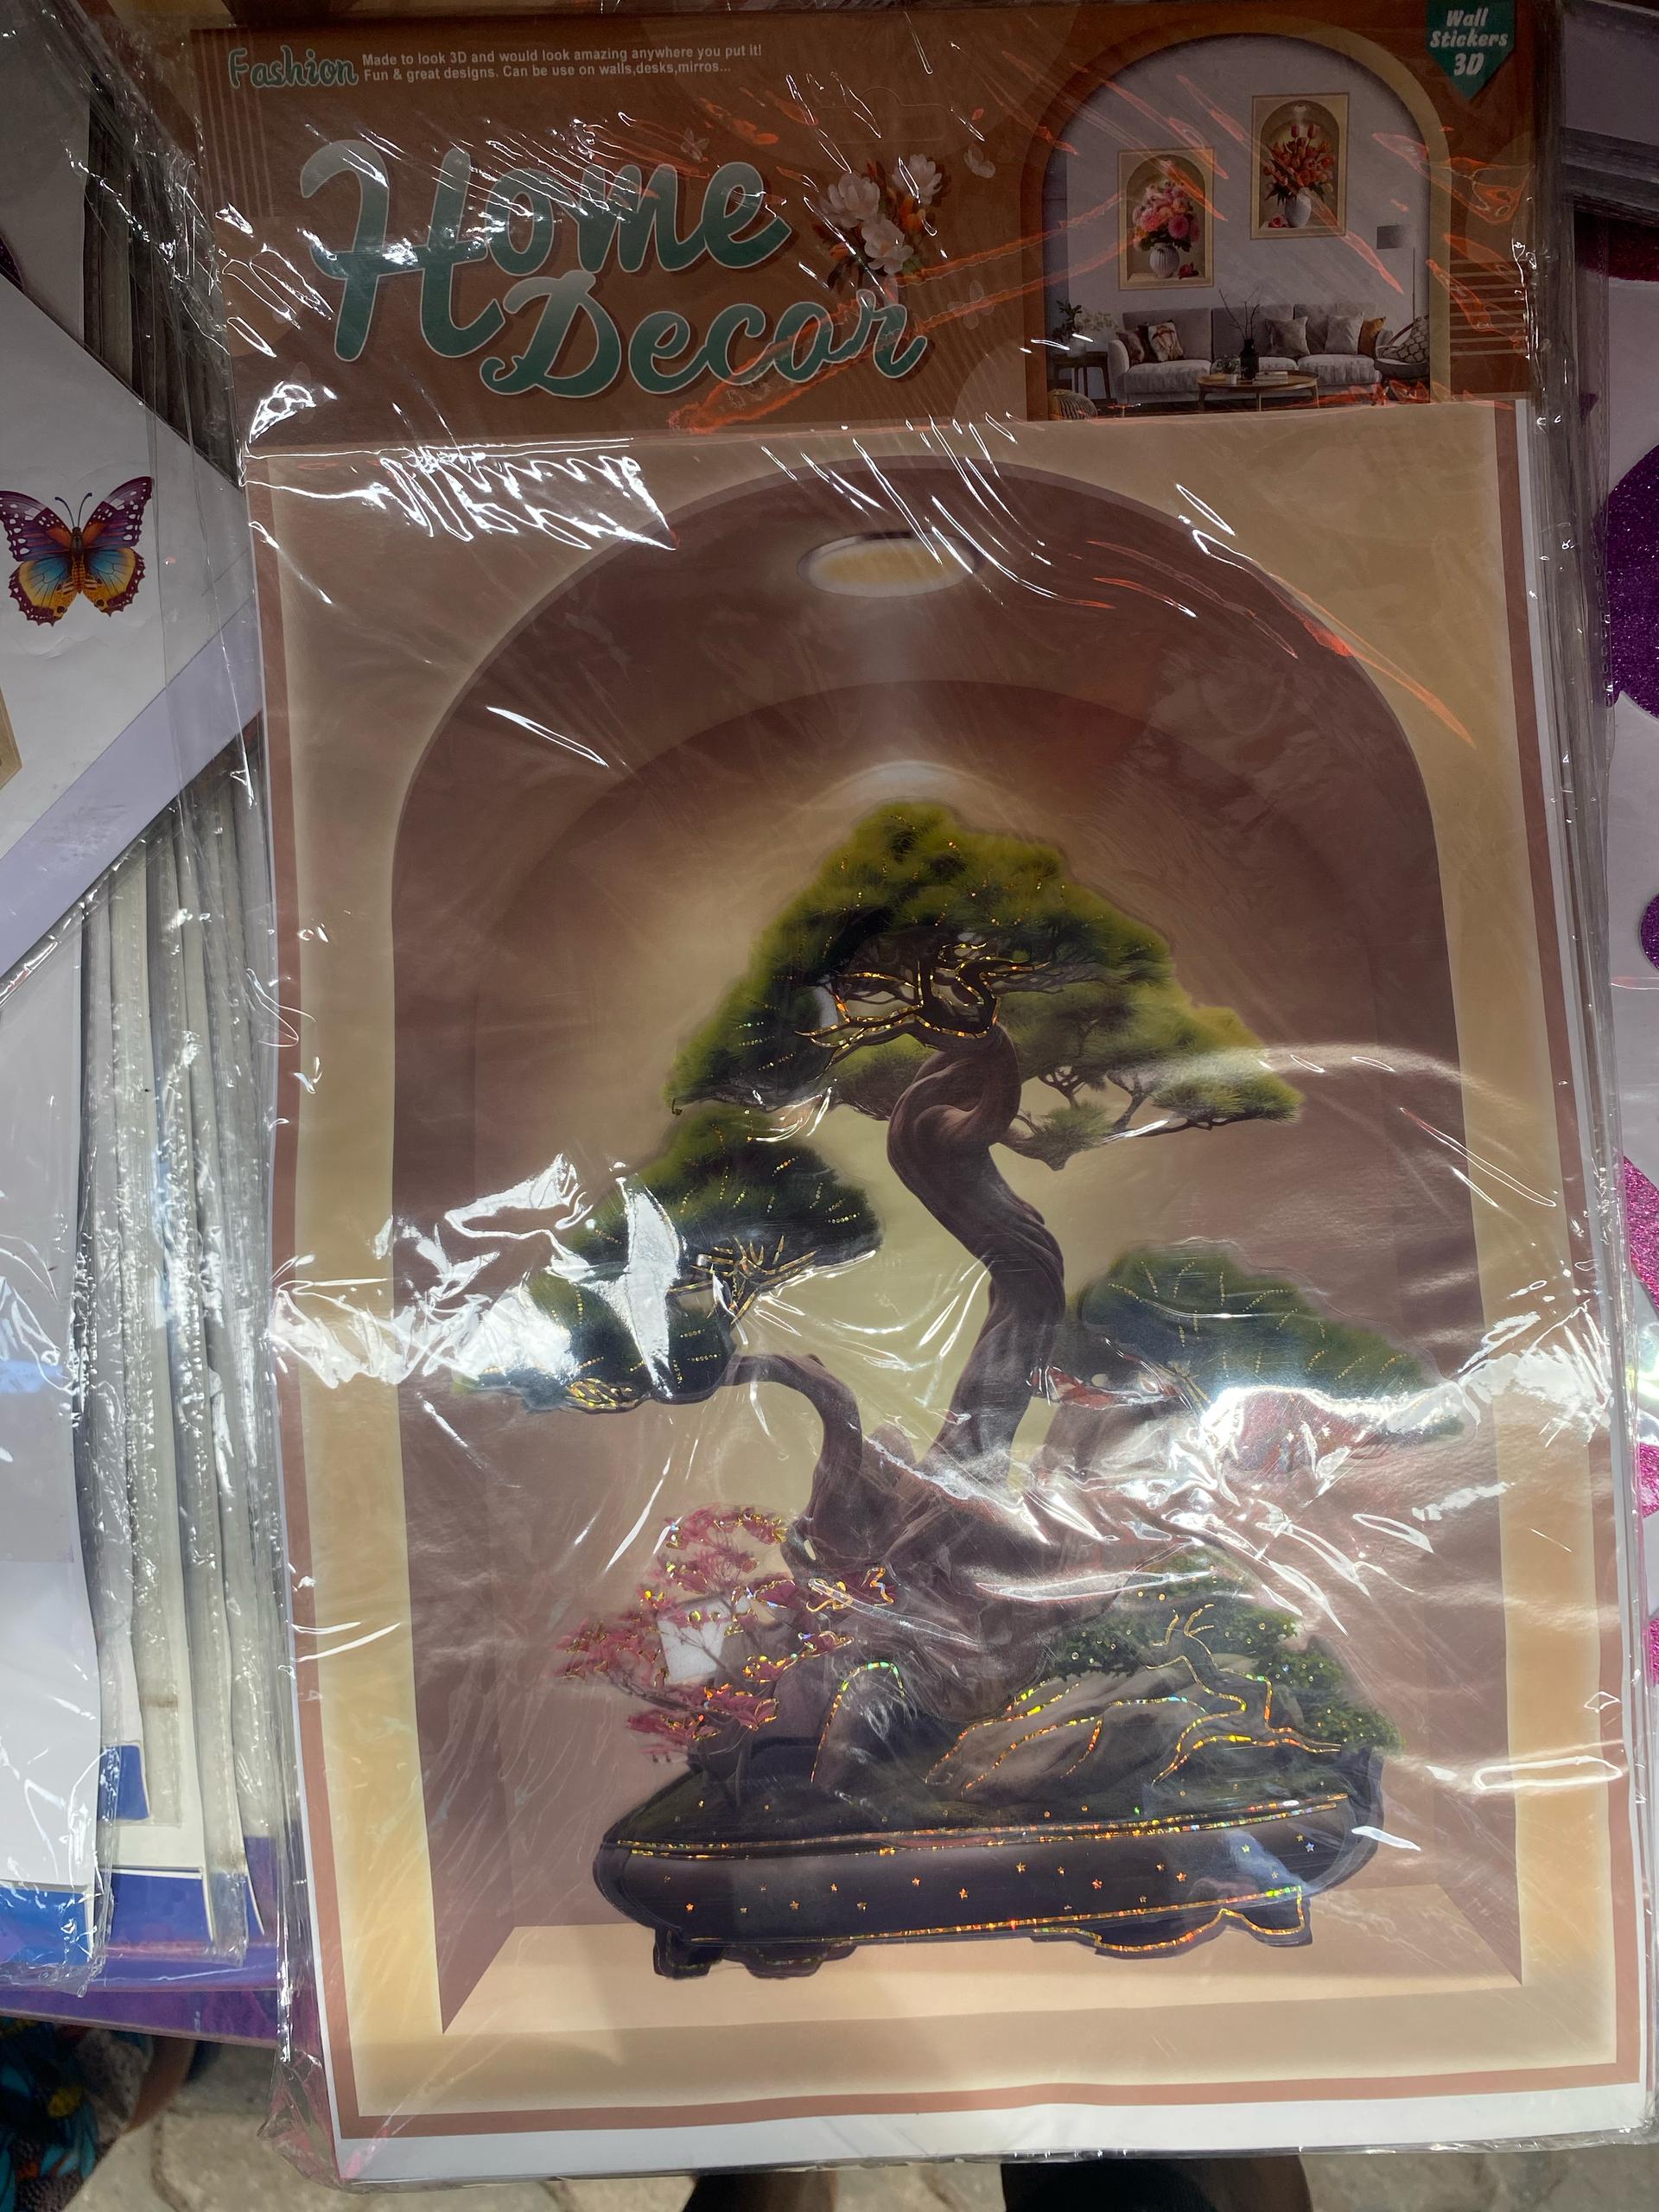 Fashion
Made to look 3D and would look amazing anywhere you put it!
Fun & great designs. Can be use on walls,desks,mirros...
Home
Decor
Wall
Stickers
3D